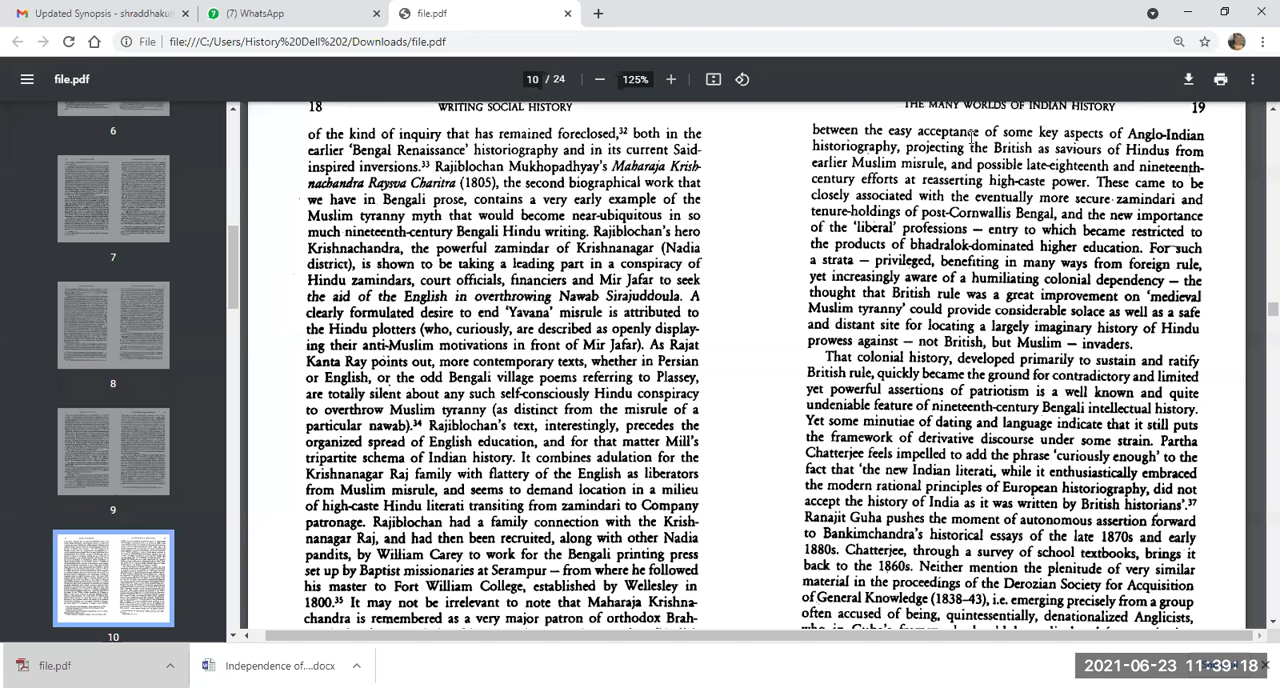 Updated Synopsis - shraddhakum
(7) WhatsApp
file.pdf
File
file:///C:/Users/History%20Dell%202/Downloads/file.pdf
file.pdf
10 / 24
125%
6
7
8
9
10
18 WRITING SOCIAL HISTORY
of the kind of inquiry that has remained foreclosed,³² both in the
earlier 'Bengal Renaissance' historiography and in its current Said-
inspired inversions.³³ Rajiblochan Mukhopadhyay's Maharaja Krish-
nachandra Raysya Charitra (1805), the second biographical work that
we have in Bengali prose, contains a very early example of the
Muslim tyranny myth that would become near-ubiquitous in so
much nineteenth-century Bengali Hindu writing. Rajiblochan's hero
Krishnachandra, the powerful zamindar of Krishnanagar (Nadia
district), is shown to be taking a leading part in a conspiracy of
Hindu zamindars, court officials, financiers and Mir Jafar to seek
the aid of the English in overthrowing Nawab Sirajuddoula. A
clearly formulated desire to end 'Yavana' misrule is attributed to
the Hindu plotters (who, curiously, are described as openly display-
ing their anti-Muslim motivations in front of Mir Jafar). As Rajat
Kanta Ray points out, more contemporary texts, whether in Persian
or English, or the odd Bengali village poems referring to Plassey,
are totally silent about any such self-consciously Hindu conspiracy
to overthrow Muslim tyranny (as distinct from the misrule of a
particular nawab).³⁴ Rajiblochan's text, interestingly, precedes the
organized spread of English education, and for that matter Mill's
tripartite schema of Indian history. It combines adulation for the
Krishnanagar Raj family with flattery of the English as liberators
from Muslim misrule, and seems to demand location in a milieu
of high-caste Hindu literati transiting from zamindari to Company
patronage. Rajiblochan had a family connection with the Krish-
nanagar Raj, and had then been recruited, along with other Nadia
pandits, by William Carey to work for the Bengali printing press
set up by Baptist missionaries at Serampur – from where he followed
his master to Fort William College, established by Wellesley in
1800.³⁵ It may not be irrelevant to note that Maharaja Krishna-
chandra is remembered as a very major patron of orthodox Brah-
THE MANY WORLDS OF INDIAN HISTORY 19
between the easy acceptance of some key aspects of Anglo-Indian
historiography, projecting the British as saviours of Hindus from
earlier Muslim misrule, and possible late-eighteenth and nineteenth-
century efforts at reasserting high-caste power. These came to be
closely associated with the eventually more secure zamindari and
tenure-holdings of post-Cornwallis Bengal, and the new importance
of the 'liberal' professions – entry to which became restricted to
the products of bhadralok-dominated higher education. For such
a strata – privileged, benefiting in many ways from foreign rule,
yet increasingly aware of a humiliating colonial dependency – the
thought that British rule was a great improvement on 'medieval
Muslim tyranny' could provide considerable solace as well as a safe
and distant site for locating a largely imaginary history of Hindu
prowess against – not British, but Muslim – invaders.
That colonial history, developed primarily to sustain and ratify
British rule, quickly became the ground for contradictory and limited
yet powerful assertions of patriotism is a well known and quite
undeniable feature of nineteenth-century Bengali intellectual history.
Yet some minutiae of dating and language indicate that it still puts
the framework of derivative discourse under some strain. Partha
Chatterjee feels impelled to add the phrase 'curiously enough' to the
fact that 'the new Indian literati, while it enthusiastically embraced
the modern rational principles of European historiography, did not
accept the history of India as it was written by British historians'.³⁷
Ranajit Guha pushes the moment of autonomous assertion forward
to Bankimchandra's historical essays of the late 1870s and early
1880s. Chatterjee, through a survey of school textbooks, brings it
back to the 1860s. Neither mention the plenitude of very similar
material in the proceedings of the Derozian Society for Acquisition
of General Knowledge (1838–43), i.e. emerging precisely from a group
often accused of being, quintessentially, denationalized Anglicists,
file.pdf
Independence of....docx
2021-06-23 11:39:18